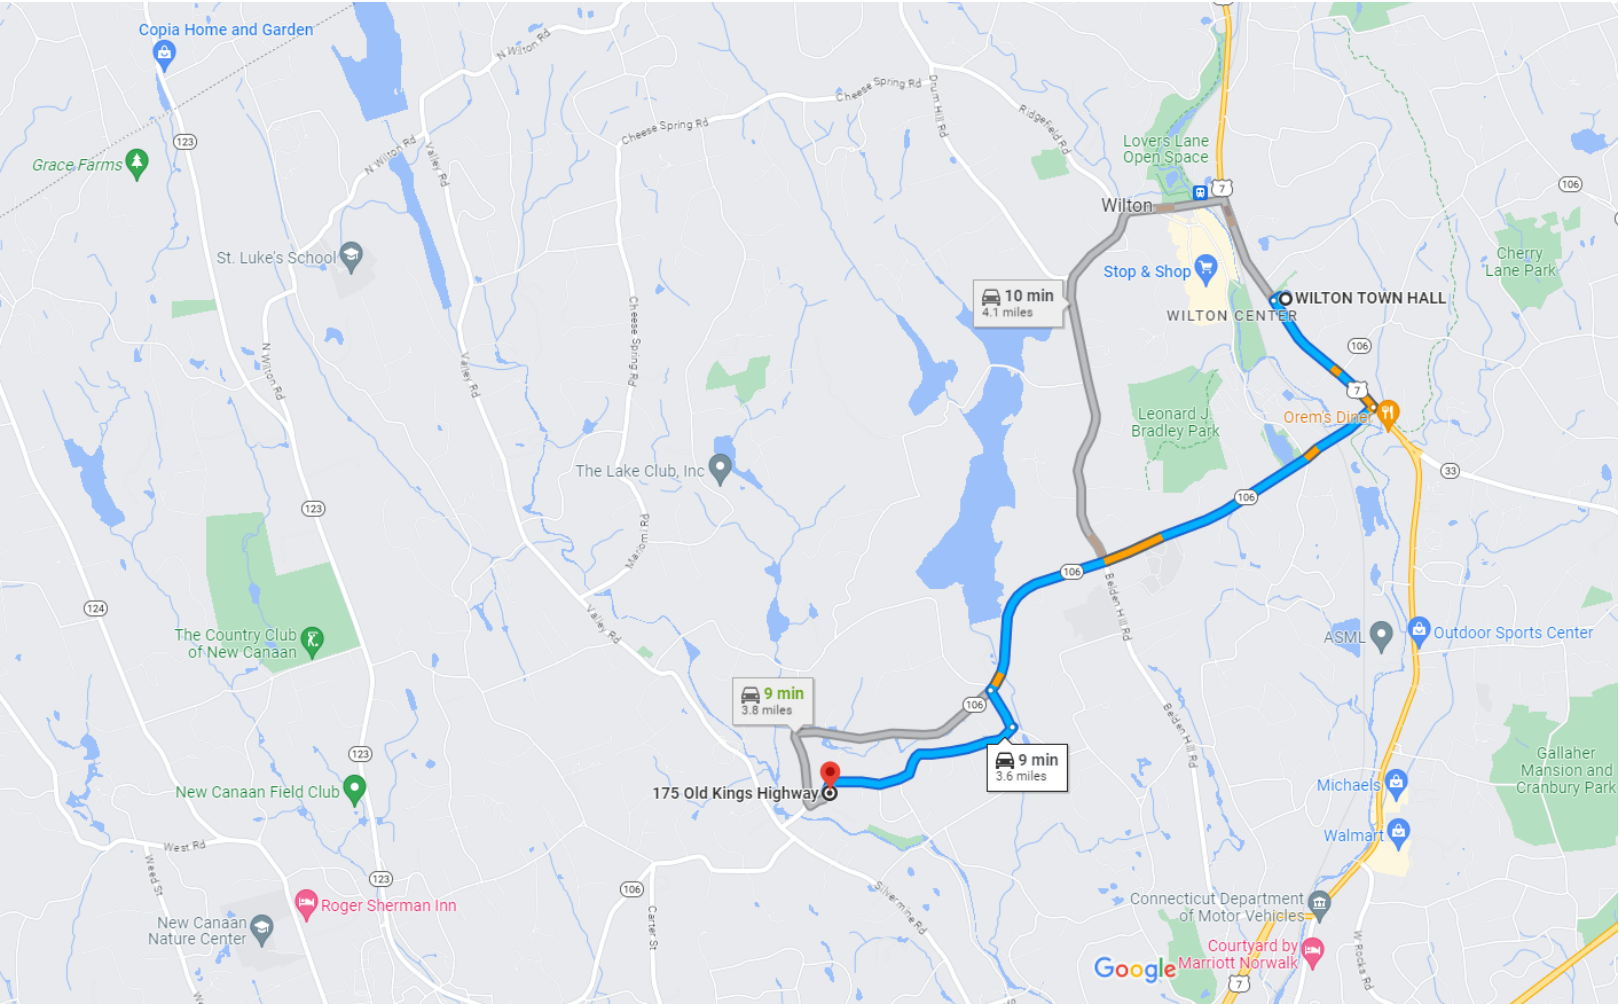 Copia Home and Garden
N Wilton Rd
Cheese Spring Rd
Drum Hill Rd
Ridgefield Rd
Cheese Spring Rd
123
Lovers Lane
Open Space
Grace Farms
N Wilton Rd
Valley Rd
7
106
Wilton
St. Luke's School
Cherry
Lane Park
Stop & Shop
10 min
4.1 miles
WILTON TOWN HALL
WILTON CENTER
Cheese Spring Rd
N Wilton Rd
Valley Rd
106
7
Leonard J.
Bradley Park
Orem's Diner
The Lake Club, Inc
33
106
123
Mariomi Rd
106
Belden Hill Rd
124
Valley Rd
The Country Club
of New Canaan
ASML
Outdoor Sports Center
9 min
3.8 miles
106
Belden Hill Rd
9 min
3.6 miles
123
Gallaher
Mansion and
Cranbury Park
New Canaan Field Club
175 Old Kings Highway
Michaels
Walmart
West Rd
Weed St
123
106
Silvermine Rd
Carter St
Roger Sherman Inn
Connecticut Department
of Motor Vehicles
New Canaan
Nature Center
Courtyard by
Marriott Norwalk
W Rocks Rd
Google
7